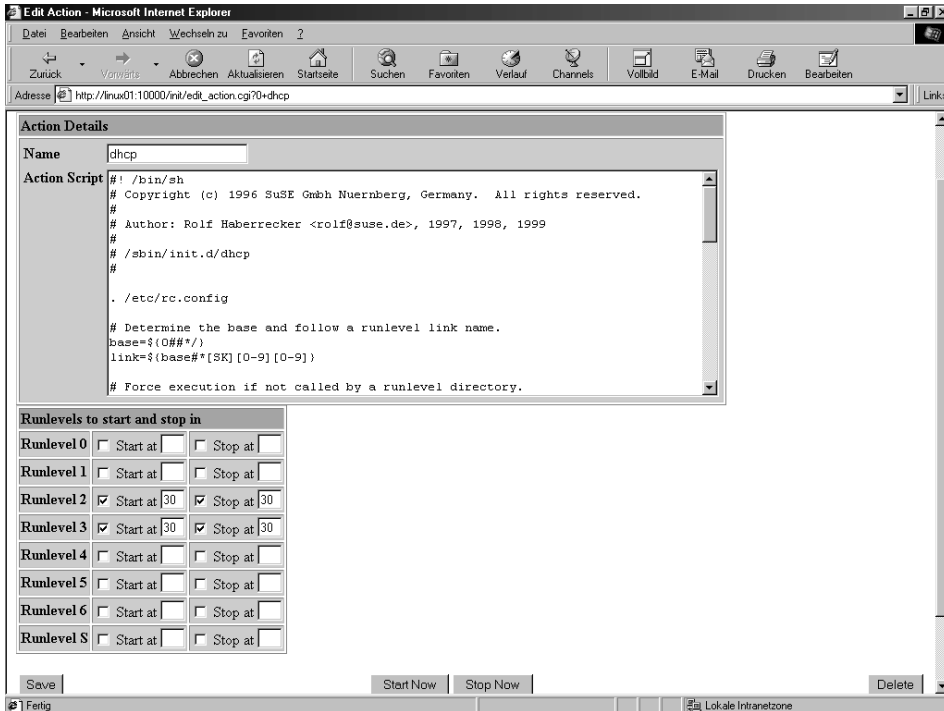 Edit Action - Microsoft Internet Explorer
Datei Bearbeiten Ansicht Wechseln zu Favoriten ?
Zurück Vorwärts Abbrechen Aktualisieren Startseite Suchen Favoriten Verlauf Channels Vollbild E-Mail Drucken Bearbeiten
Adresse http://linux01:10000/init/edit_action.cgi?0+dhcp Links
Action Details
Name dhcp
Action Script #! /bin/sh
# Copyright (c) 1996 SuSE Gmbh Nuernberg, Germany.  All rights reserved.
#
# Author: Rolf Haberrecker <rolf@suse.de>, 1997, 1998, 1999
#
# /sbin/init.d/dhcp
#
. /etc/rc.config
# Determine the base and follow a runlevel link name.
base=${0##*/}
link=${base#*[SK][0-9][0-9]}
# Force execution if not called by a runlevel directory.
Runlevels to start and stop in
Runlevel 0 Start at Stop at
Runlevel 1 Start at Stop at
Runlevel 2 Start at 30 Stop at 30
Runlevel 3 Start at 30 Stop at 30
Runlevel 4 Start at Stop at
Runlevel 5 Start at Stop at
Runlevel 6 Start at Stop at
Runlevel S Start at Stop at
Save Start Now Stop Now Delete
Fertig Lokale Intranetzone